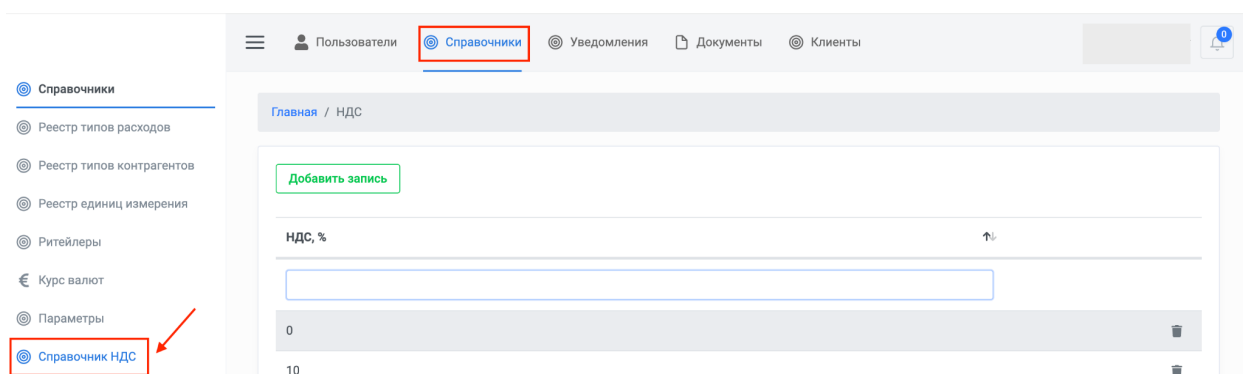 Пользователи Справочники Уведомления Документы Клиенты 0
Справочники
Реестр типов расходов
Реестр типов контрагентов
Реестр единиц измерения
Ритейлеры
€ Курс валют
Параметры
Справочник НДС
Главная / НДС
Добавить запись
НДС, %
0
10